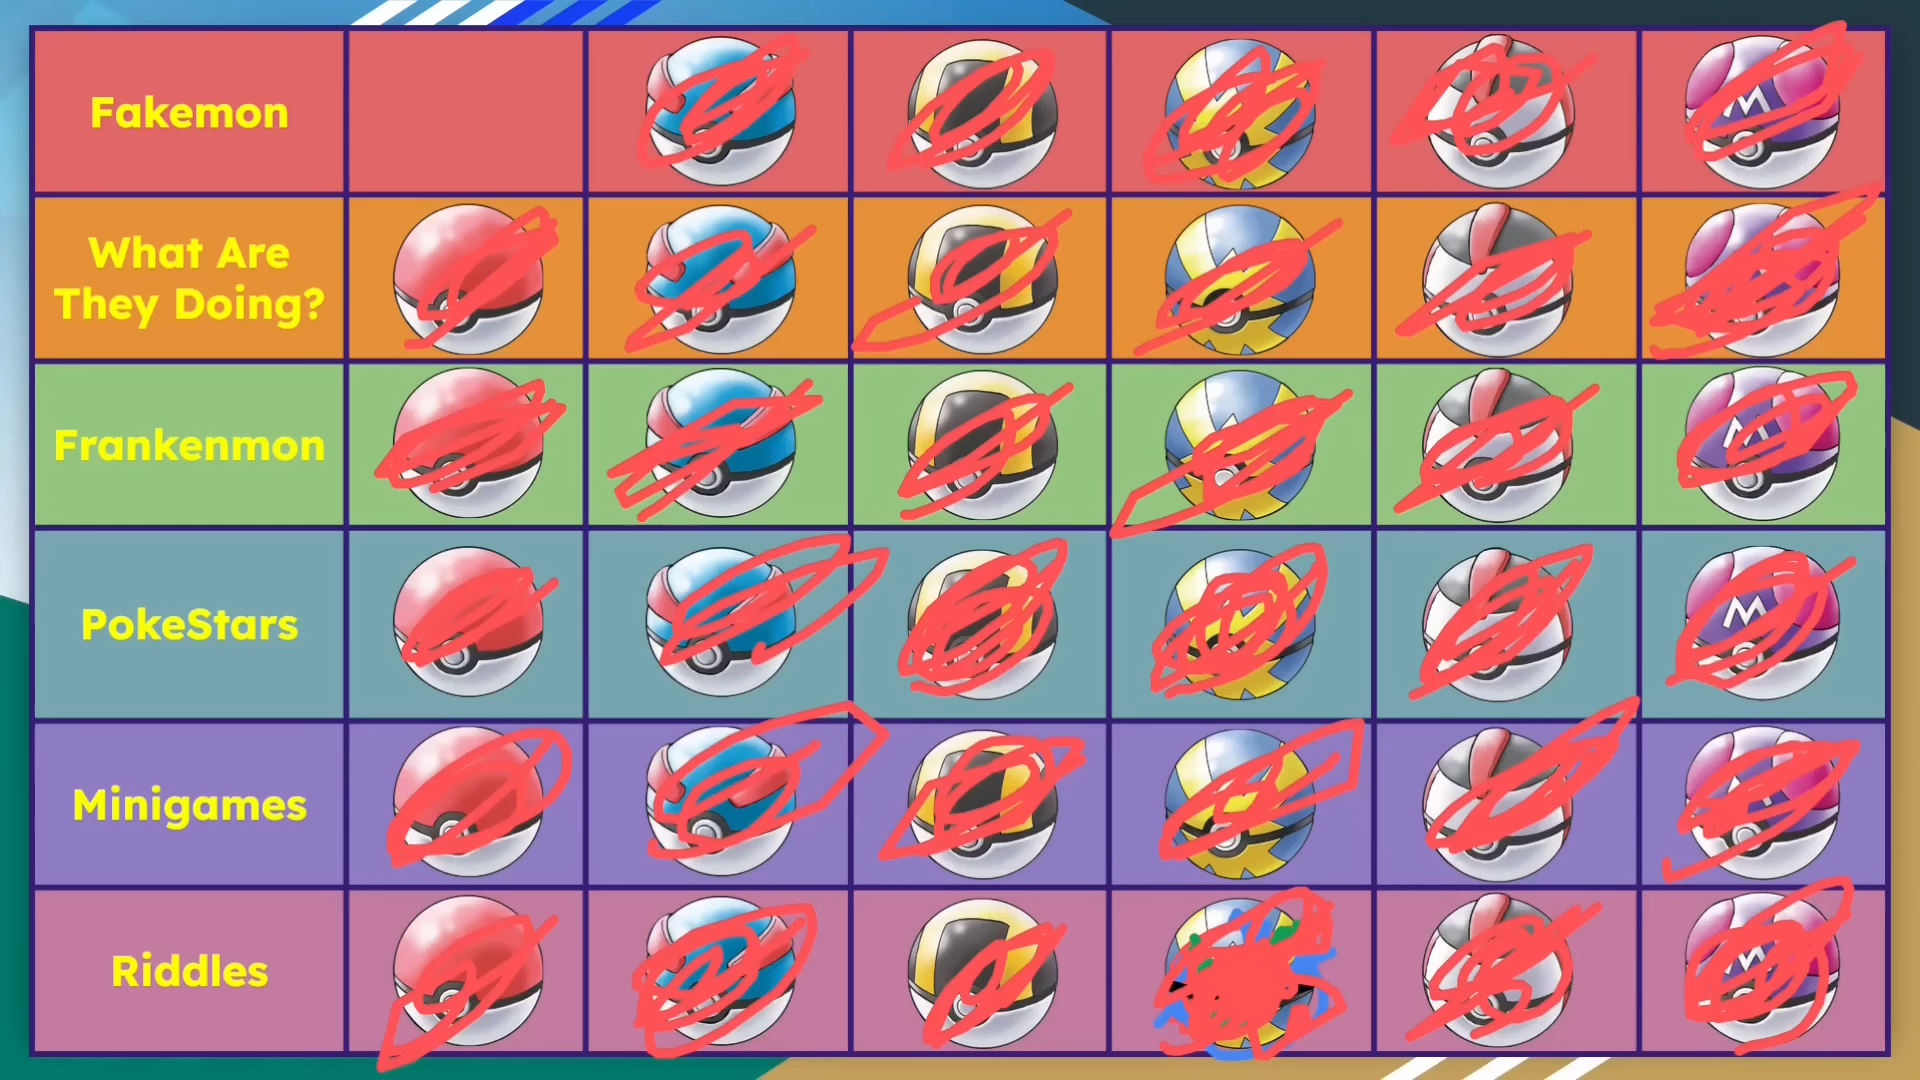 Fakemon
What Are
They Doing?
Frankenmon
PokeStars
Minigames
Riddles
M
M
M